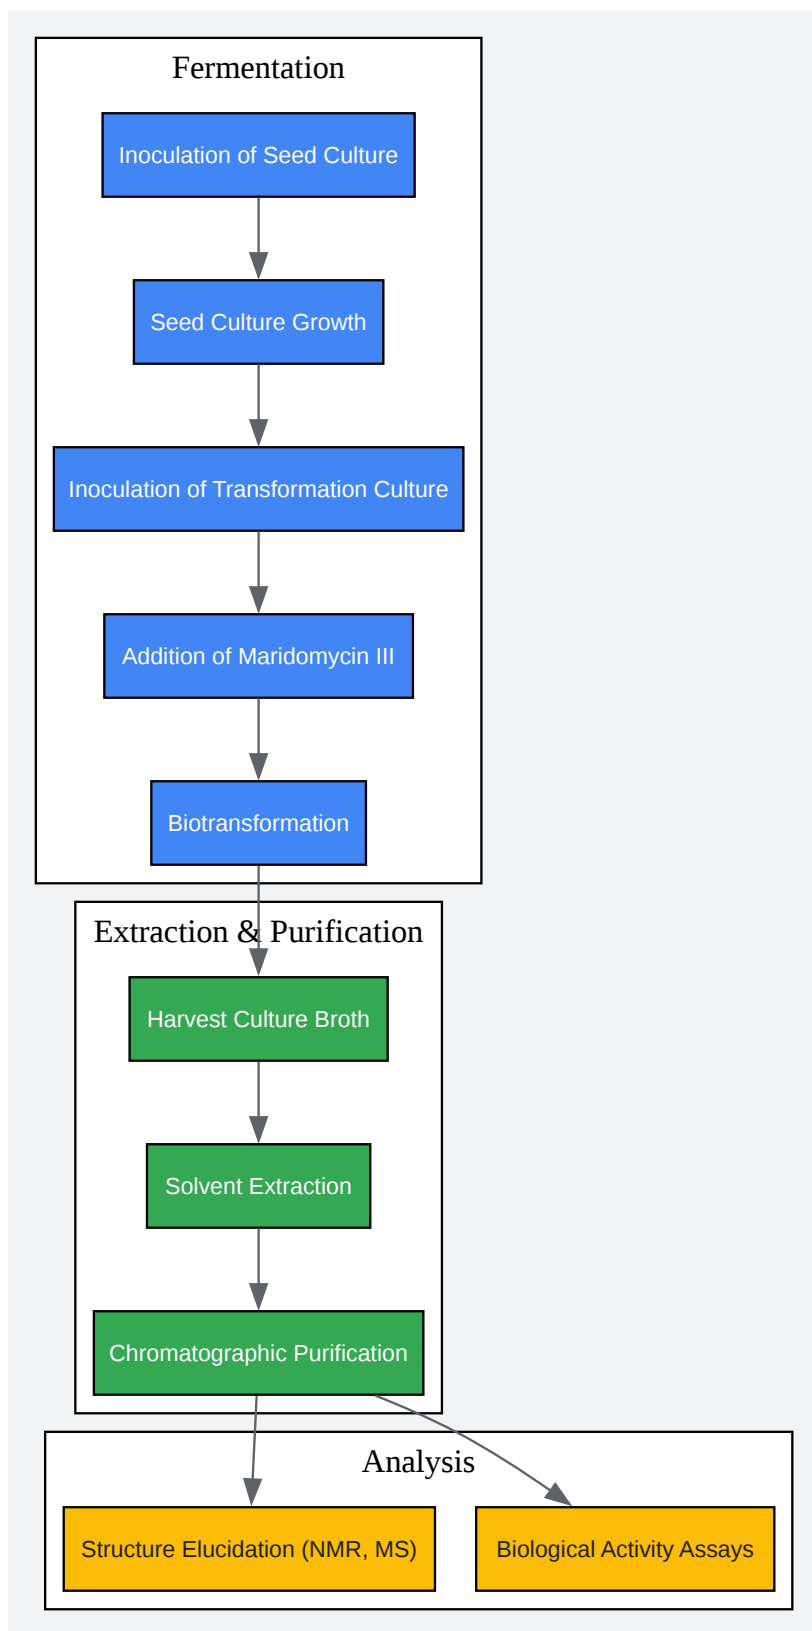 Fermentation
Inoculation of Seed Culture
Seed Culture Growth
Inoculation of Transformation Culture
Addition of Maridomycin III
Biotransformation
Extraction & Purification
Harvest Culture Broth
Solvent Extraction
Chromatographic Purification
Analysis
Structure Elucidation (NMR, MS)
Biological Activity Assays